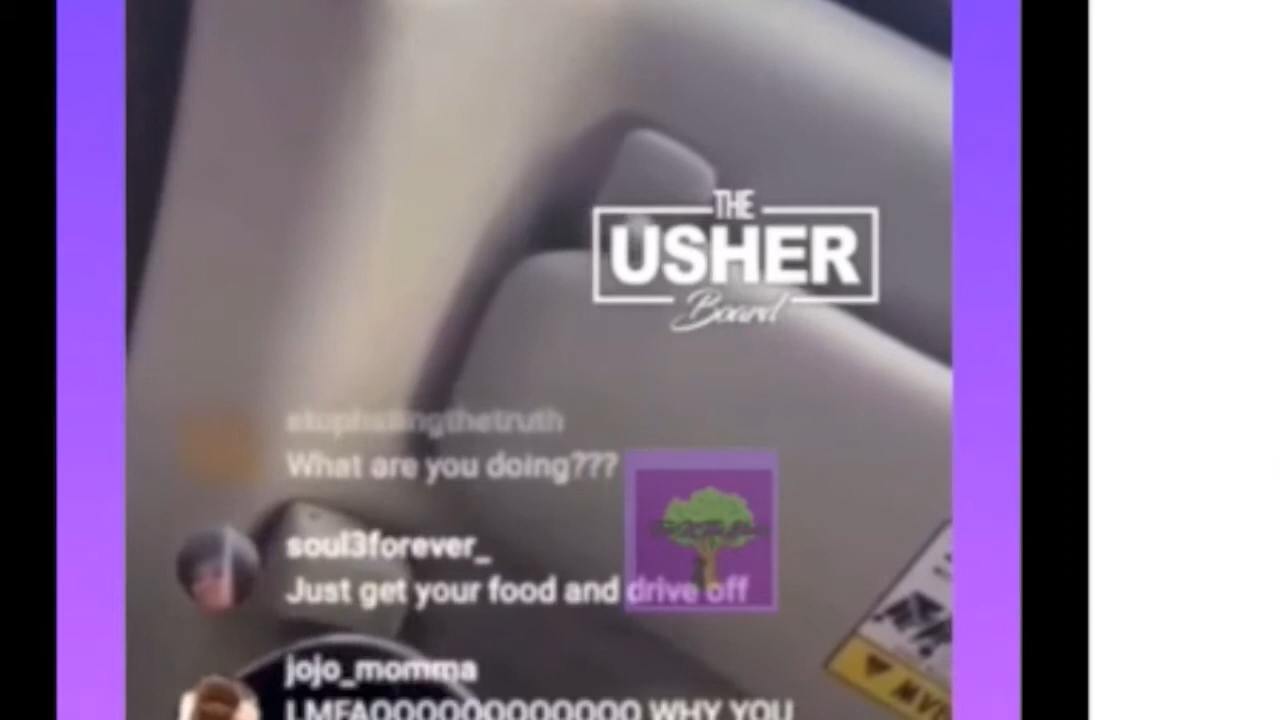 THE
USHER
Board
What are you doing???
soul3forever_
Just get your food and drive off
jojo_momma
LMFAOOOOOOOOOOOOO WHY YOU